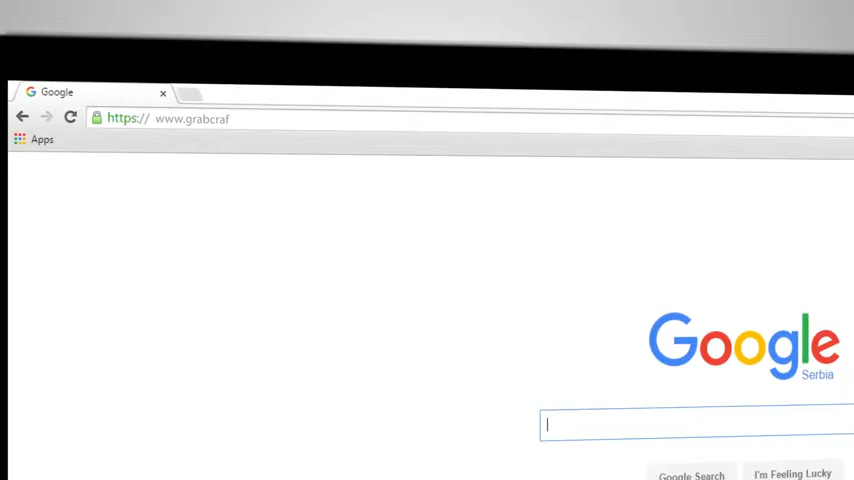 Google
https:// www.grabcraf
Apps
Google
Serbia
Google Search
I'm Feeling Lucky